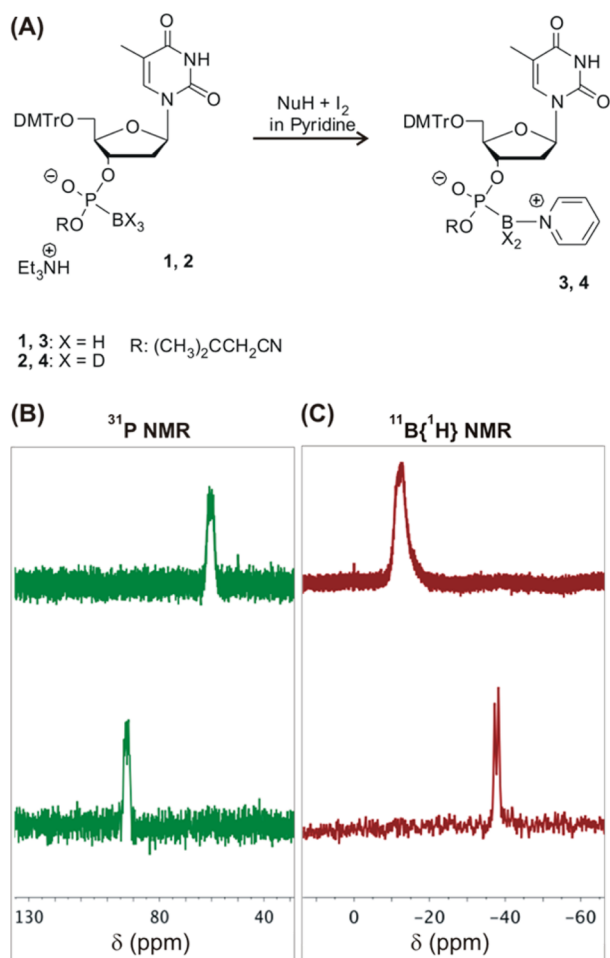 (A)
O
NH
N
O
DMTrO
O
O
⊖
O
P
RO
BX3
⊕
Et3NH
1, 2
NuH + I2
in Pyridine
O
NH
N
O
DMTrO
O
O
⊖
O
P
RO
B
X2
N
⊕
3, 4
1, 3: X = H R: (CH3)2CCH2CN
2, 4: X = D
(B) 31P NMR
(C) 11B{1H} NMR
130 80 40
δ (ppm)
0 -20 -40 -60
δ (ppm)